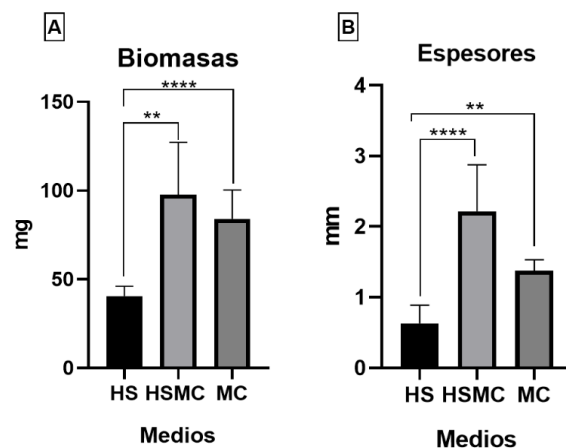 A
Biomasas
mg
150
100
50
0
****
**
HS HSMC MC
Medios
B
Espesores
mm
4
3
2
1
0
**
****
HS HSMC MC
Medios